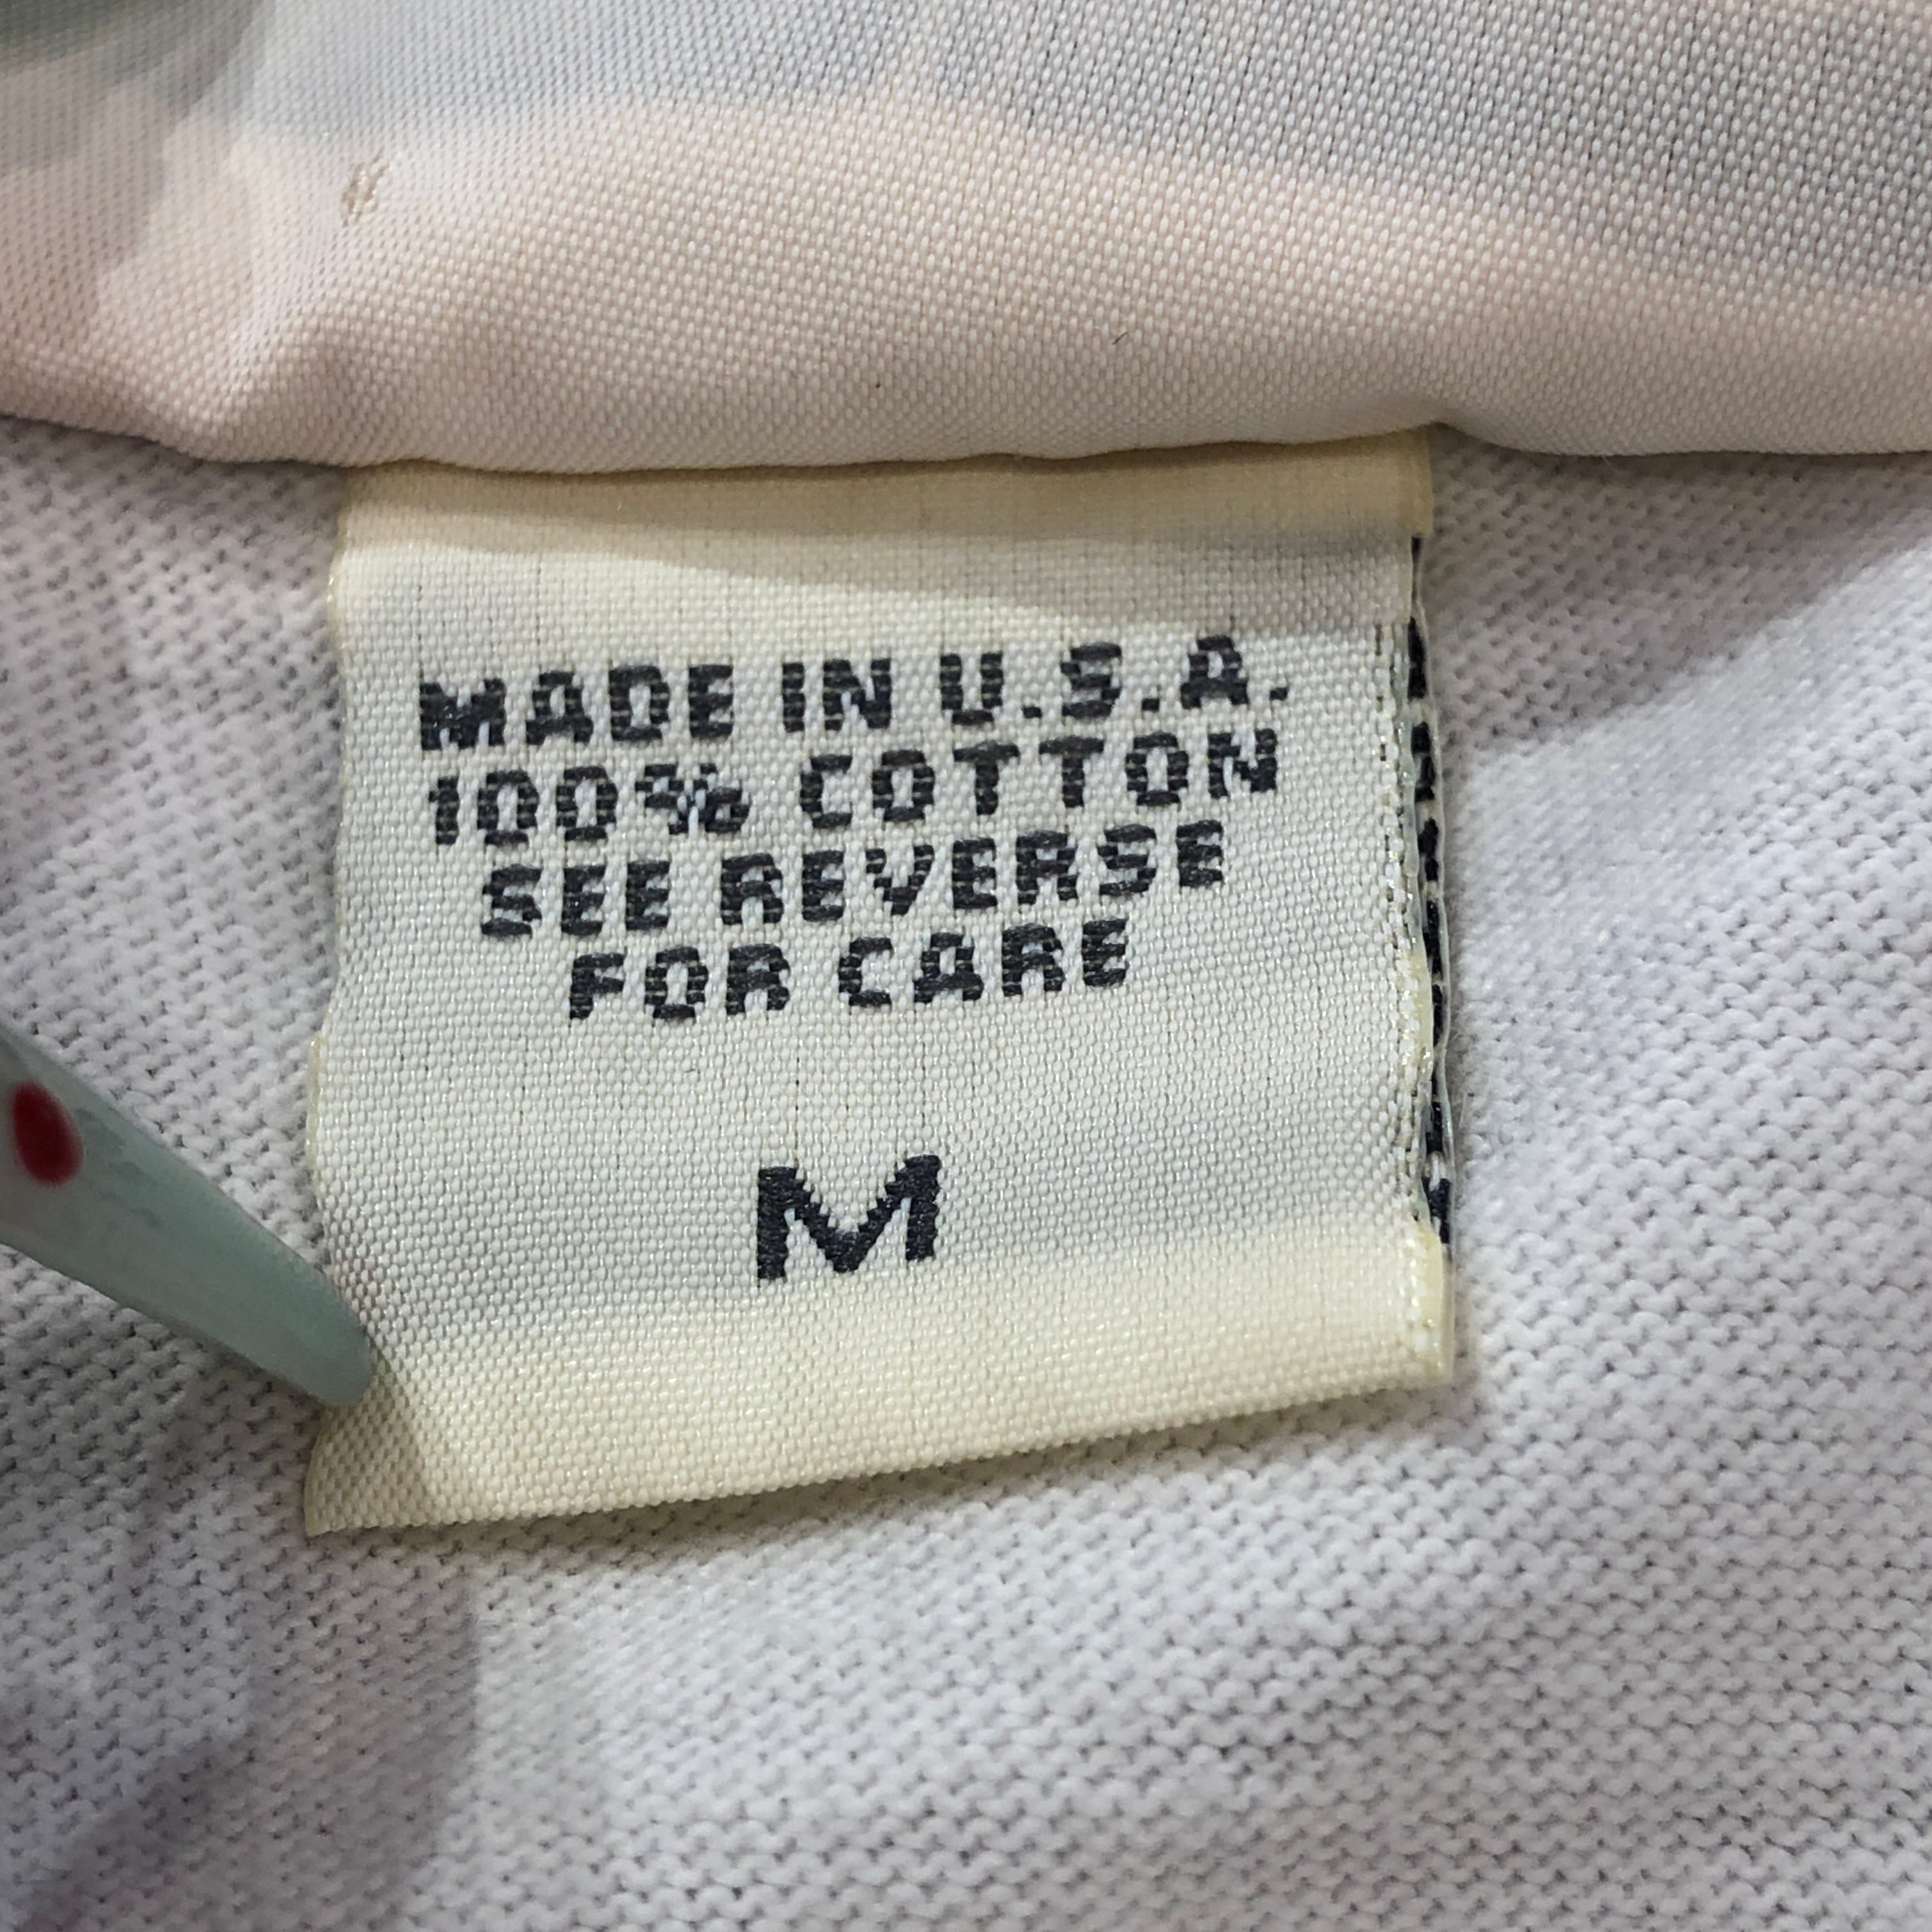 MADE IN U.S.A.
100% COTTON
SEE REVERSE
FOR CARE
M